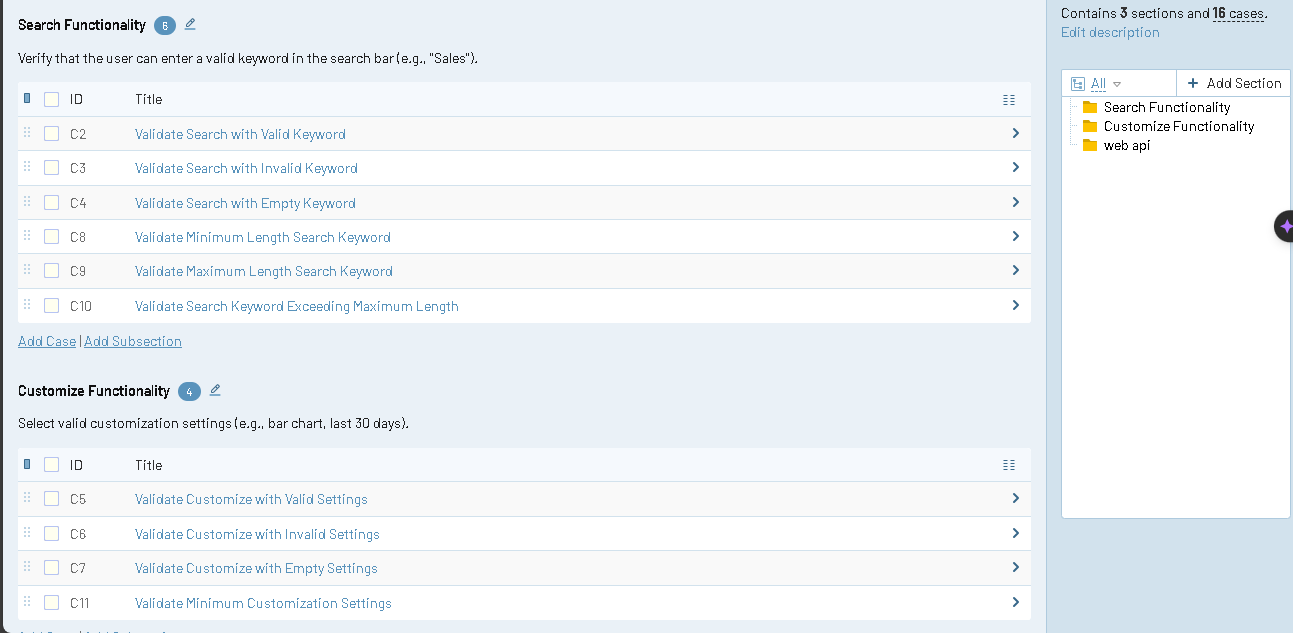 Search Functionality 6
Verify that the user can enter a valid keyword in the search bar (e.g., "Sales").
ID Title
C2 Validate Search with Valid Keyword
C3 Validate Search with Invalid Keyword
C4 Validate Search with Empty Keyword
C8 Validate Minimum Length Search Keyword
C9 Validate Maximum Length Search Keyword
C10 Validate Search Keyword Exceeding Maximum Length
Add Case | Add Subsection
Customize Functionality 4
Select valid customization settings (e.g., bar chart, last 30 days).
ID Title
C5 Validate Customize with Valid Settings
C6 Validate Customize with Invalid Settings
C7 Validate Customize with Empty Settings
C11 Validate Minimum Customization Settings
Contains 3 sections and 16 cases.
Edit description
All + Add Section
Search Functionality
Customize Functionality
web api